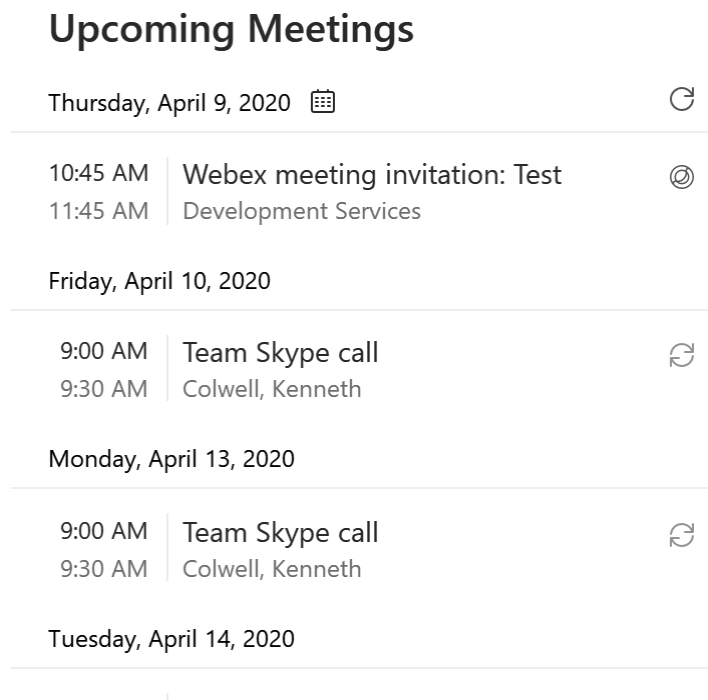 Upcoming Meetings
Thursday, April 9, 2020
10:45 AM Webex meeting invitation: Test
11:45 AM Development Services
Friday, April 10, 2020
9:00 AM Team Skype call
9:30 AM Colwell, Kenneth
Monday, April 13, 2020
9:00 AM Team Skype call
9:30 AM Colwell, Kenneth
Tuesday, April 14, 2020